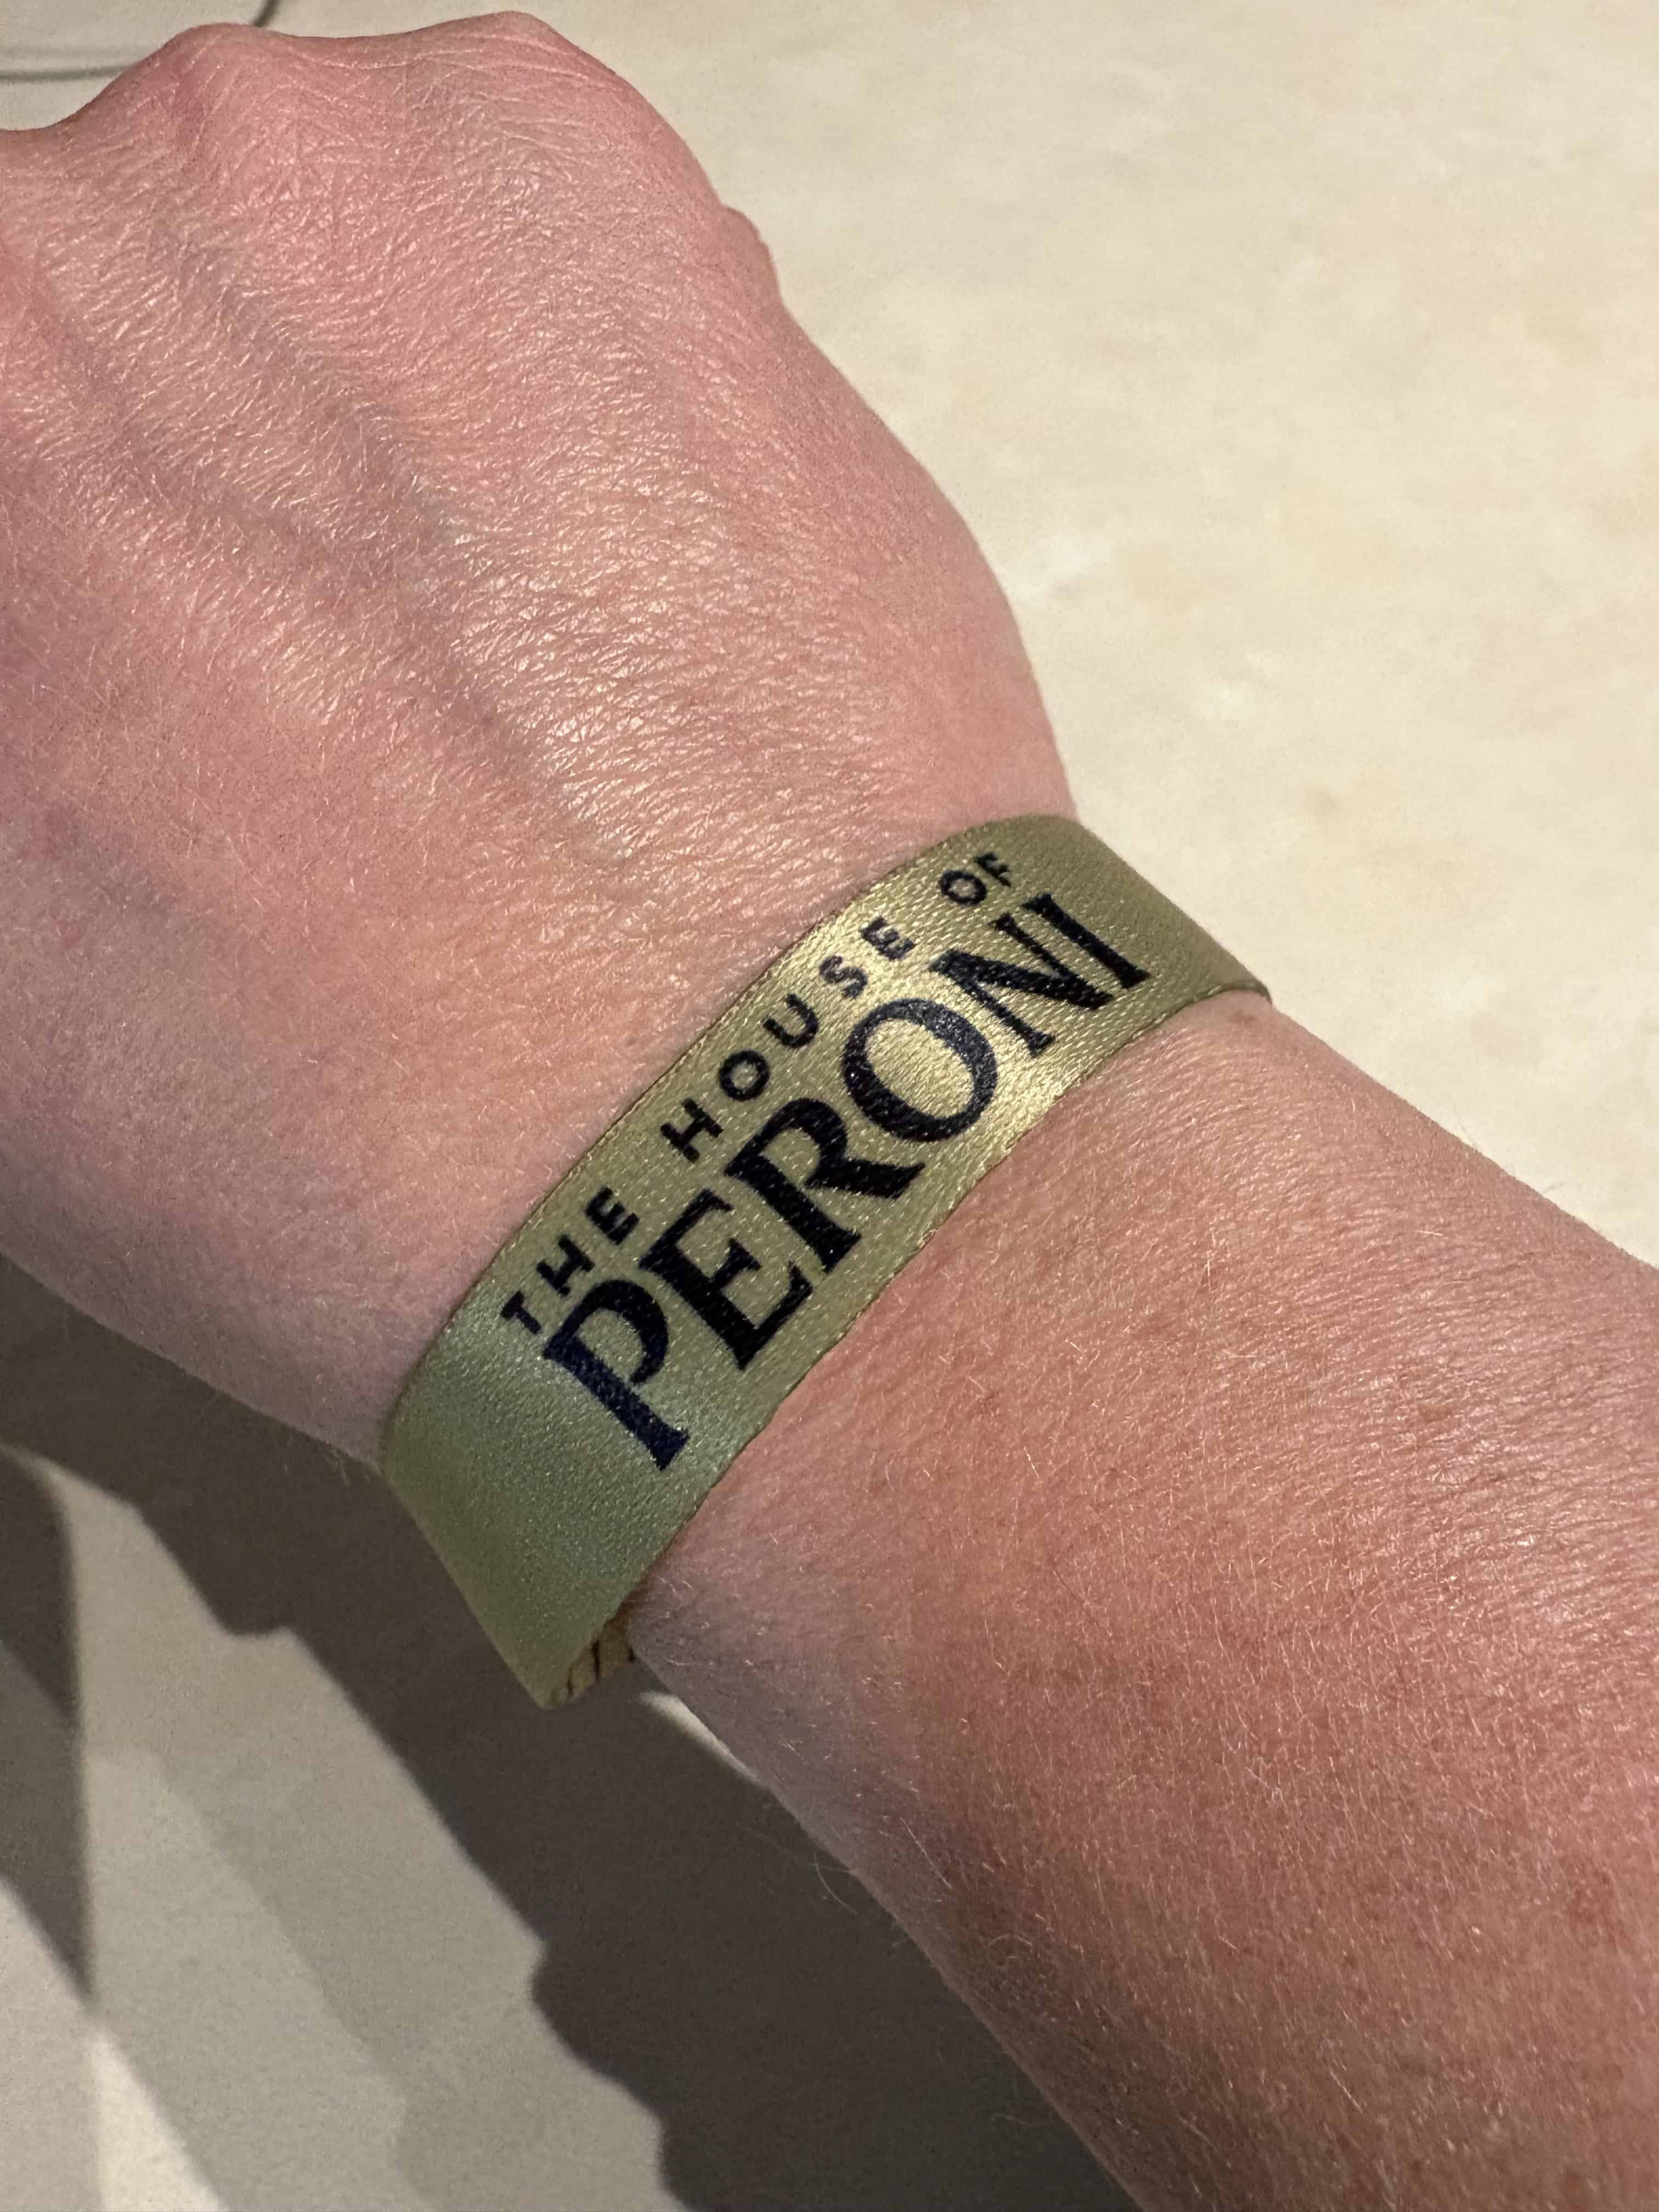 THE HOUSE OF
PERONI